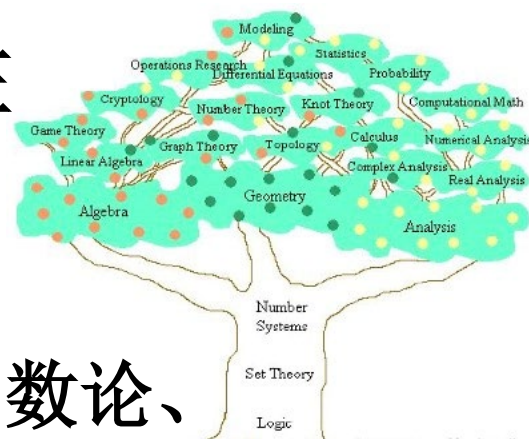 Modeling
Statistics
Operations Research
Differential Equations
Probability
Cryptology
Number Theory
Knot Theory
Computational Math
Game Theory
Graph Theory
Topology
Calculus
Numerical Analysis
Linear Algebra
Complex Analysis
Real Analysis
Algebra
Geometry
Analysis
Number
Systems
Set Theory
Logic
数论、